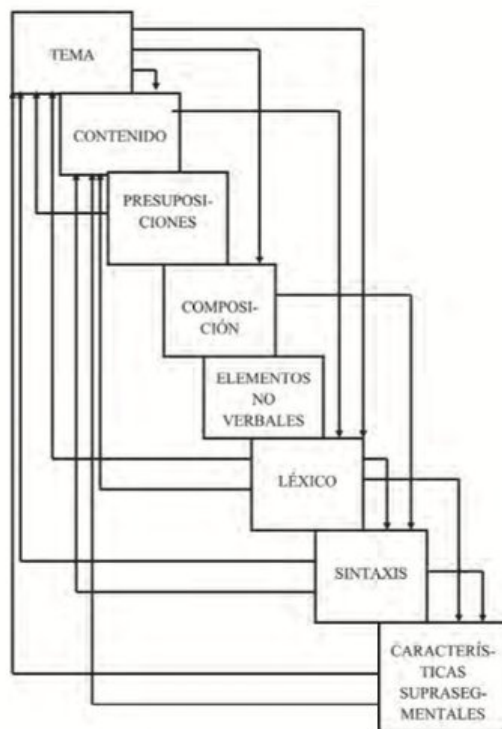 TEMA
CONTENIDO
PRESUPOSI-
CIONES
COMPOSI-
CIÓN
ELEMENTOS
NO
VERBALES
LÉXICO
SINTAXIS
CARACTERÍS-
TICAS
SUPRASEG-
MENTALES